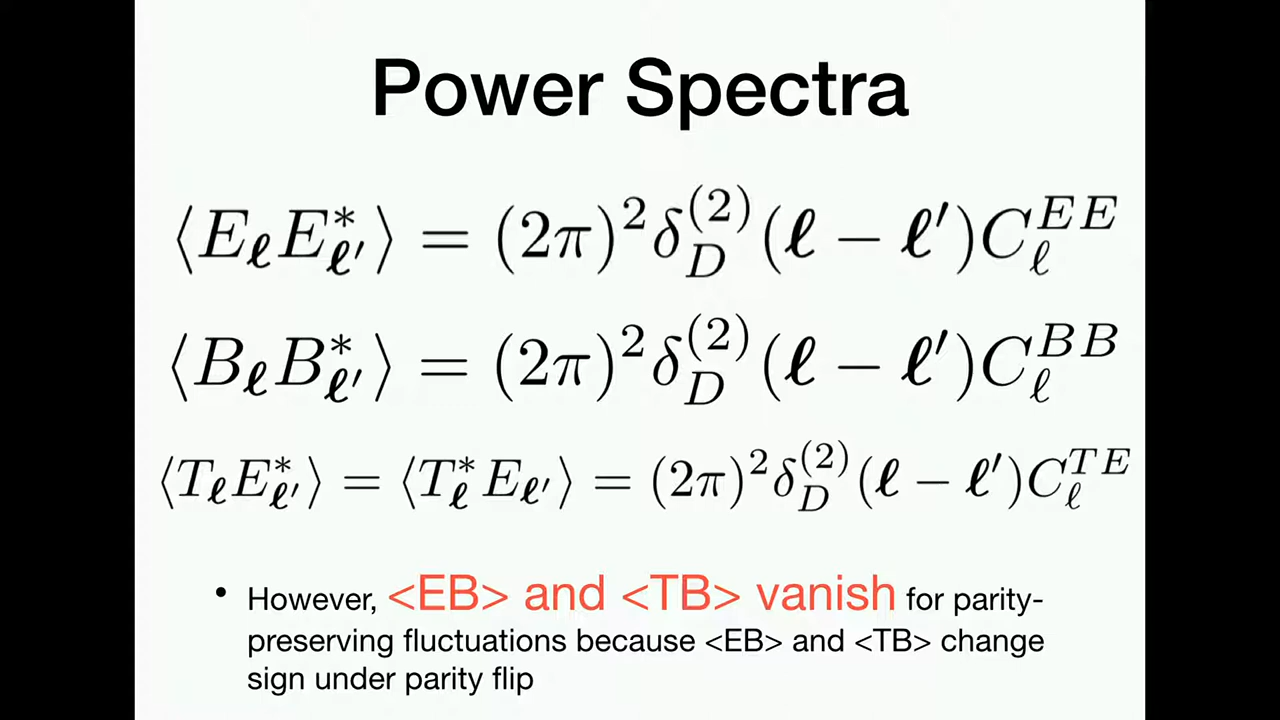 Power Spectra
⟨E_ℓ E*_ℓ′⟩ = (2π)² δ_D^(2) (ℓ − ℓ′) C_ℓ^EE
⟨B_ℓ B*_ℓ′⟩ = (2π)² δ_D^(2) (ℓ − ℓ′) C_ℓ^BB
⟨T_ℓ E*_ℓ′⟩ = ⟨T*_ℓ E_ℓ′⟩ = (2π)² δ_D^(2) (ℓ − ℓ′) C_ℓ^TE
• However, <EB> and <TB> vanish for parity-
preserving fluctuations because <EB> and <TB> change
sign under parity flip